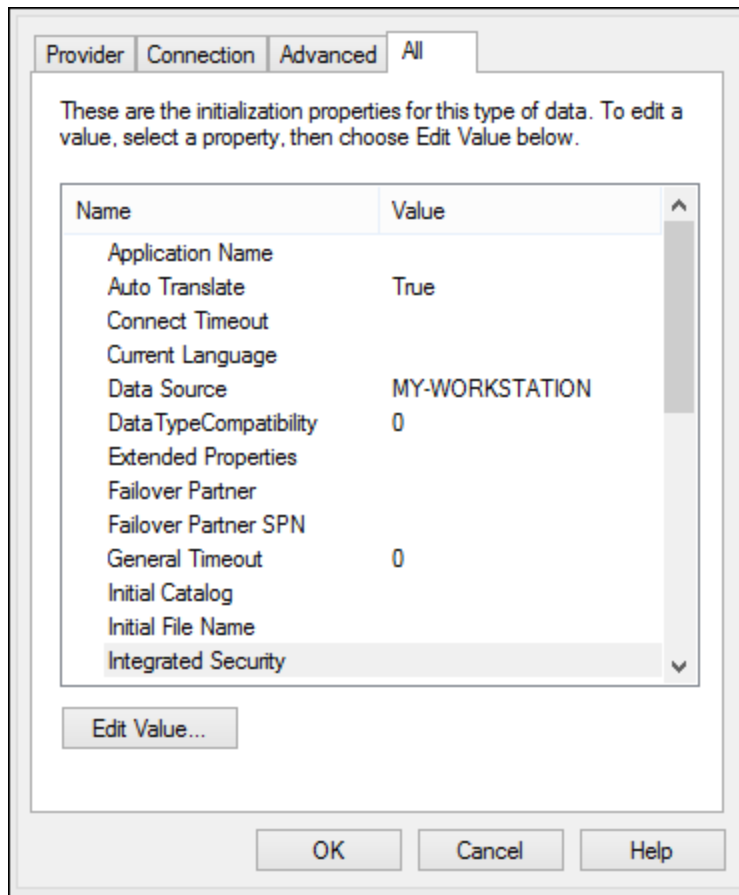 Provider Connection Advanced All
These are the initialization properties for this type of data. To edit a
value, select a property, then choose Edit Value below.
Name Value
Application Name
Auto Translate True
Connect Timeout
Current Language
Data Source MY-WORKSTATION
DataTypeCompatibility 0
Extended Properties
Failover Partner
Failover Partner SPN
General Timeout 0
Initial Catalog
Initial File Name
Integrated Security
Edit Value...
OK Cancel Help